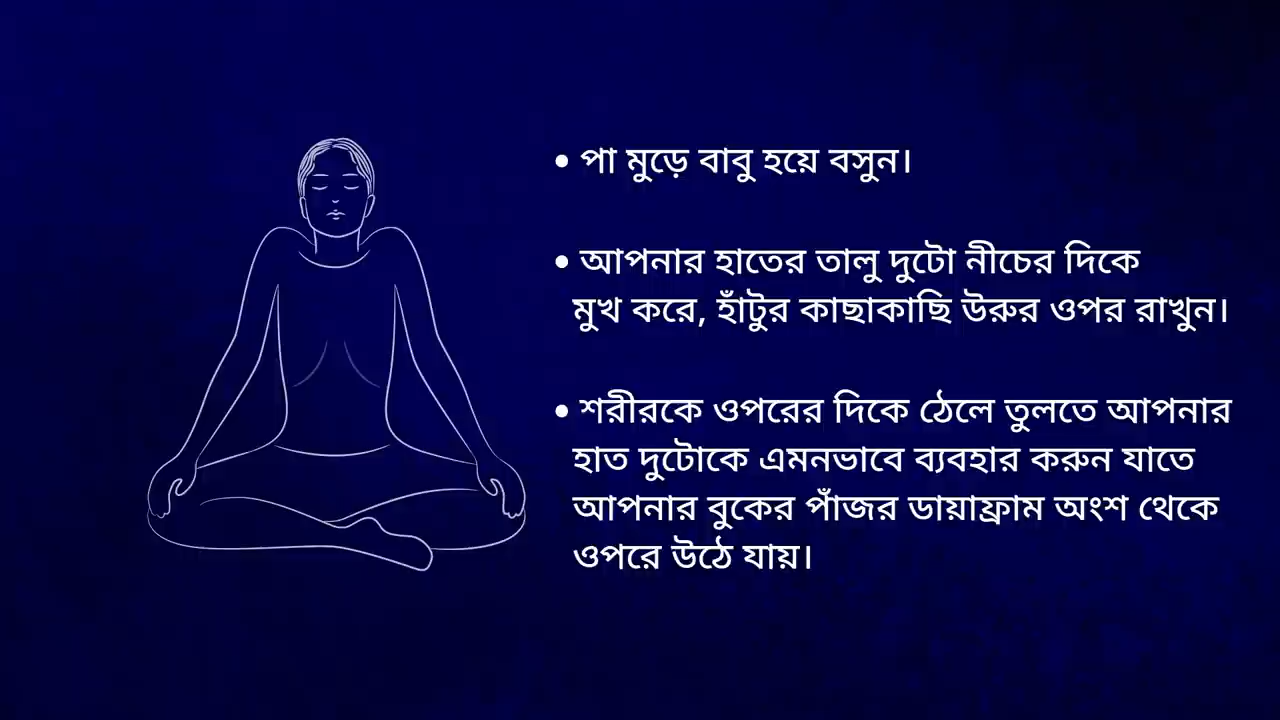 • পা মুড়ে বাবু হয়ে বসুন।
• আপনার হাতের তালু দুটো নীচের দিকে
মুখ করে, হাঁটুর কাছাকাছি উরুর ওপর রাখুন।
• শরীরকে ওপরের দিকে ঠেলে তুলতে আপনার
হাত দুটোকে এমনভাবে ব্যবহার করুন যাতে
আপনার বুকের পাঁজর ডায়াফ্রাম অংশ থেকে
ওপরে উঠে যায়।